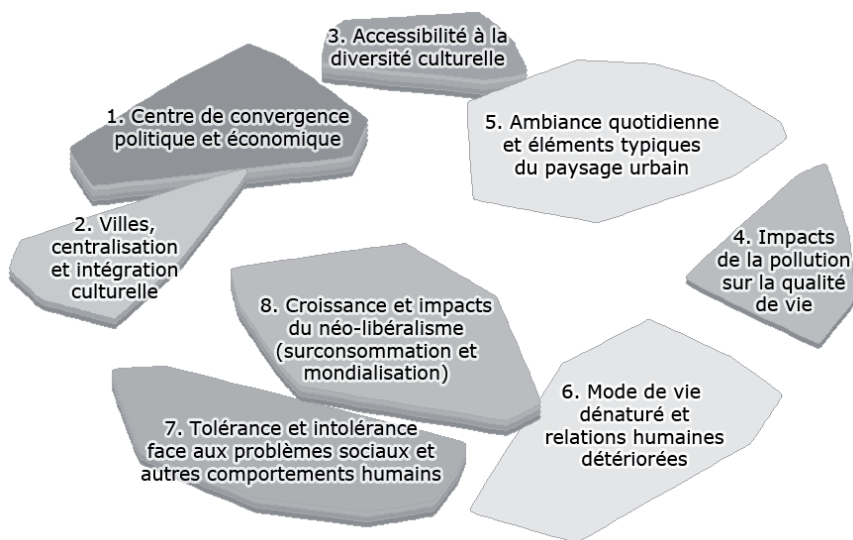 3. Accessibilité à la
diversité culturelle
1. Centre de convergence
politique et économique
5. Ambiance quotidienne
et éléments typiques
du paysage urbain
2. Villes,
centralisation
et intégration
culturelle
4. Impacts
de la pollution
sur la qualité
de vie
8. Croissance et impacts
du néo-libéralisme
(surconsommation et
mondialisation)
6. Mode de vie
dénaturé et
relations humaines
détériorées
7. Tolérance et intolérance
face aux problèmes sociaux et
autres comportements humains